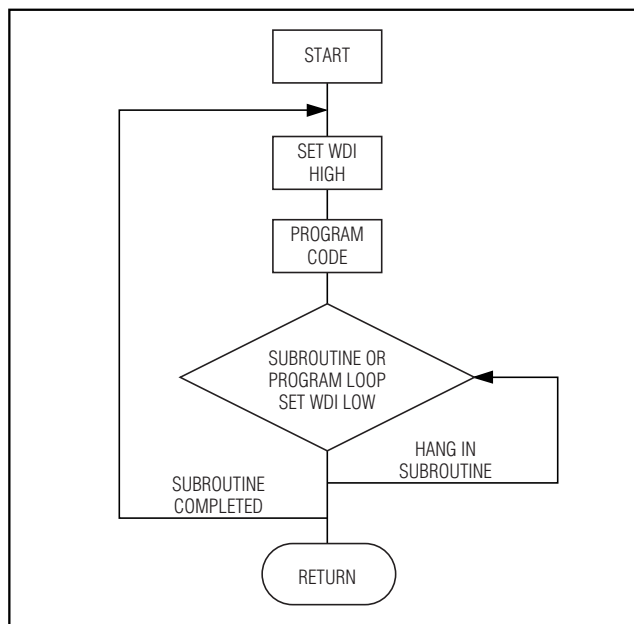 START
SET WDI
HIGH
PROGRAM
CODE
SUBROUTINE OR
PROGRAM LOOP
SET WDI LOW
HANG IN
SUBROUTINE
SUBROUTINE
COMPLETED
RETURN